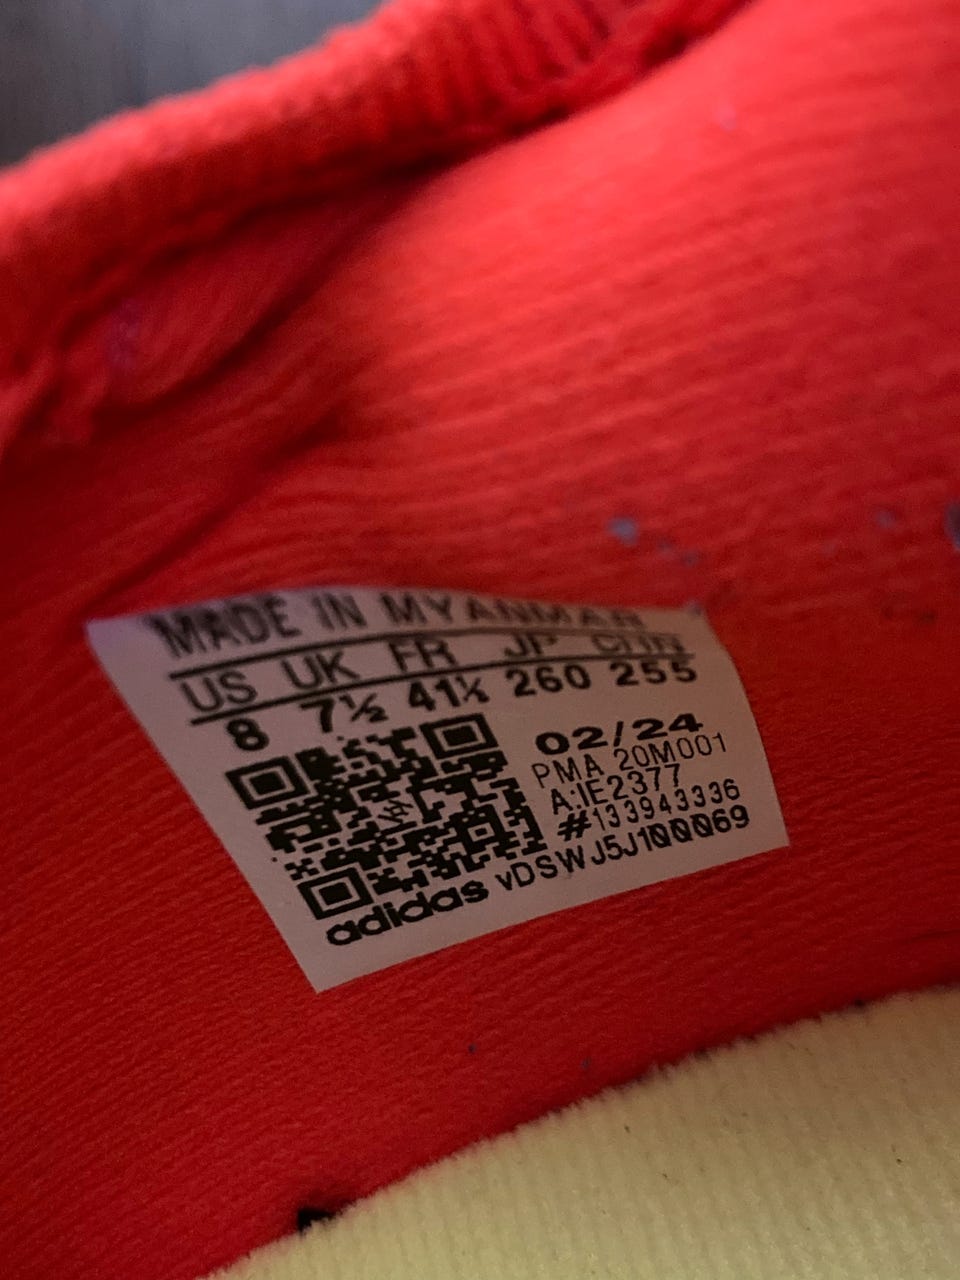 MADE IN MYANMAR
US UK FR JP CHN
8 7½ 41⅓ 260 255
02/24
PMA 20M001
A:IE2377
#133943336
adidas vDSWJ5J100069